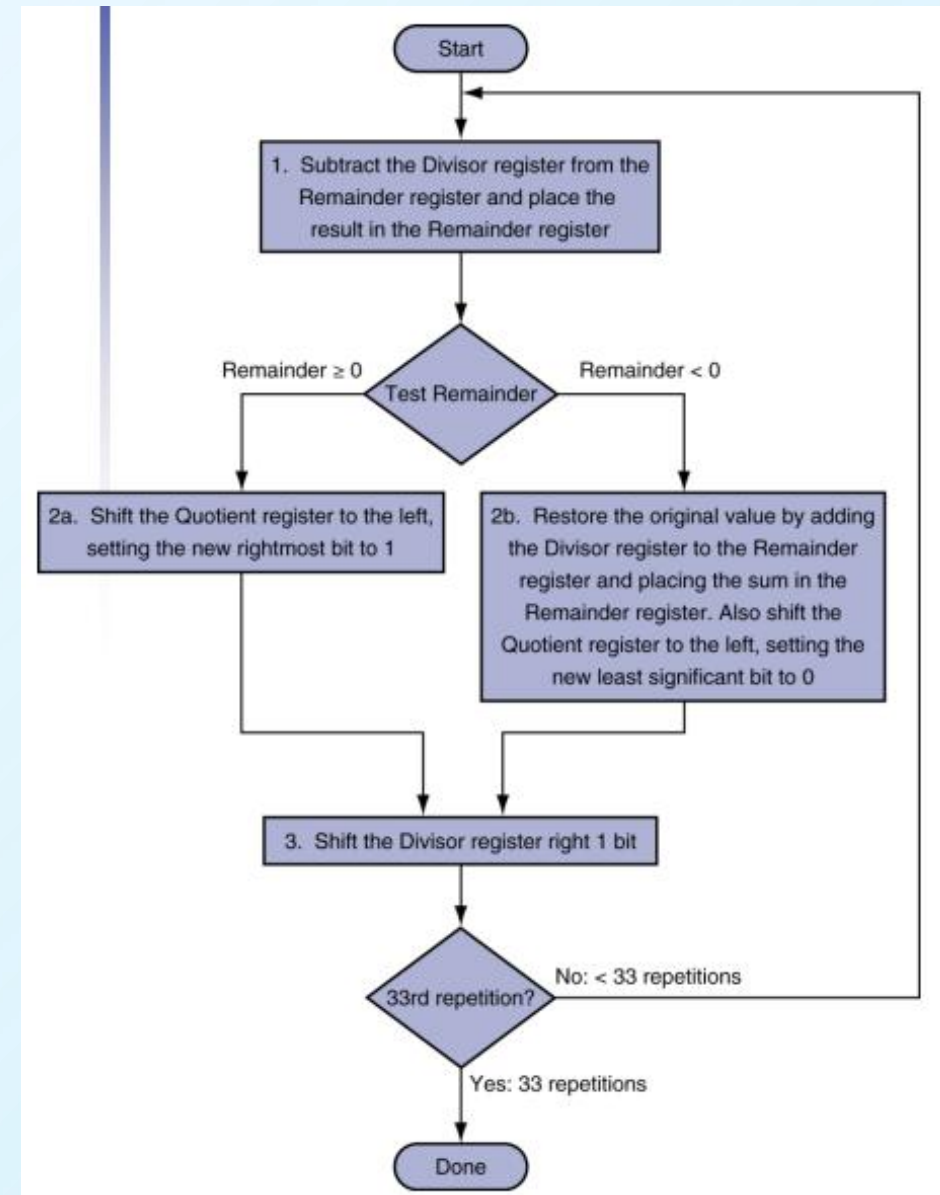 Start
1. Subtract the Divisor register from the
Remainder register and place the
result in the Remainder register
Remainder ≥ 0
Test Remainder
Remainder < 0
2a. Shift the Quotient register to the left,
setting the new rightmost bit to 1
2b. Restore the original value by adding
the Divisor register to the Remainder
register and placing the sum in the
Remainder register. Also shift the
Quotient register to the left, setting the
new least significant bit to 0
3. Shift the Divisor register right 1 bit
33rd repetition?
No: < 33 repetitions
Yes: 33 repetitions
Done